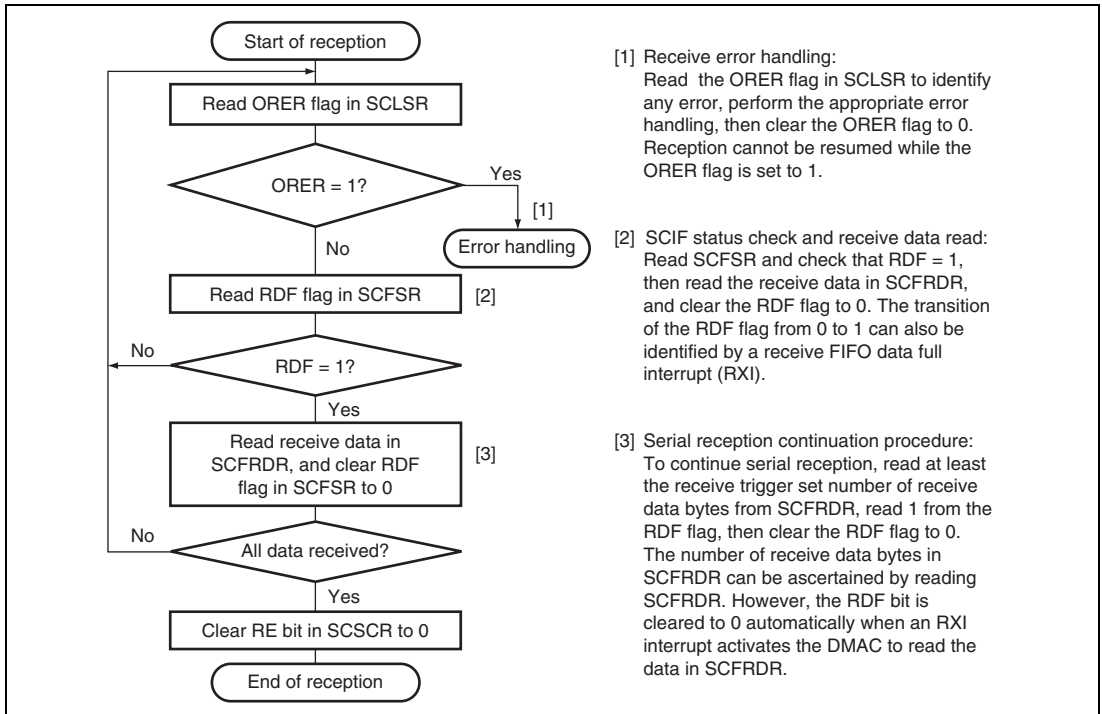 Start of reception
Read ORER flag in SCLSR
ORER = 1?
Yes
[1]
Error handling
No
Read RDF flag in SCFSR
[2]
No
RDF = 1?
Yes
Read receive data in
SCFRDR, and clear RDF
flag in SCFSR to 0
[3]
No
All data received?
Yes
Clear RE bit in SCSCR to 0
End of reception
[1] Receive error handling:
Read the ORER flag in SCLSR to identify
any error, perform the appropriate error
handling, then clear the ORER flag to 0.
Reception cannot be resumed while the
ORER flag is set to 1.
[2] SCIF status check and receive data read:
Read SCFSR and check that RDF = 1,
then read the receive data in SCFRDR,
and clear the RDF flag to 0. The transition
of the RDF flag from 0 to 1 can also be
identified by a receive FIFO data full
interrupt (RXI).
[3] Serial reception continuation procedure:
To continue serial reception, read at least
the receive trigger set number of receive
data bytes from SCFRDR, read 1 from the
RDF flag, then clear the RDF flag to 0.
The number of receive data bytes in
SCFRDR can be ascertained by reading
SCFRDR. However, the RDF bit is
cleared to 0 automatically when an RXI
interrupt activates the DMAC to read the
data in SCFRDR.